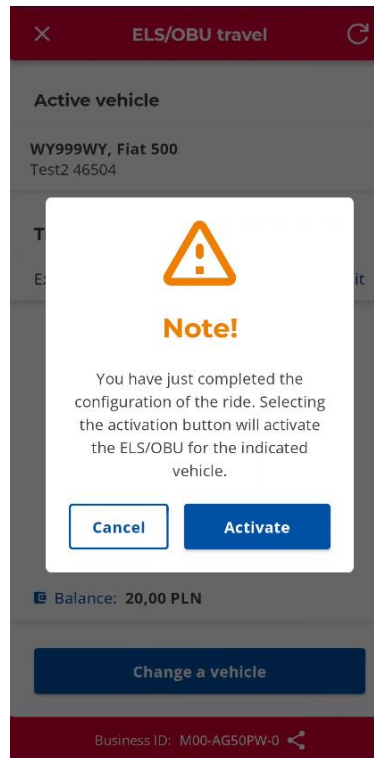 ELS/OBU travel
Active vehicle
WY999WY, Fiat 500
Test2 46504
T
Ex
it
Note!
You have just completed the
configuration of the ride. Selecting
the activation button will activate
the ELS/OBU for the indicated
vehicle.
Cancel
Activate
Balance: 20,00 PLN
Change a vehicle
Business ID: M00-AG50PW-0